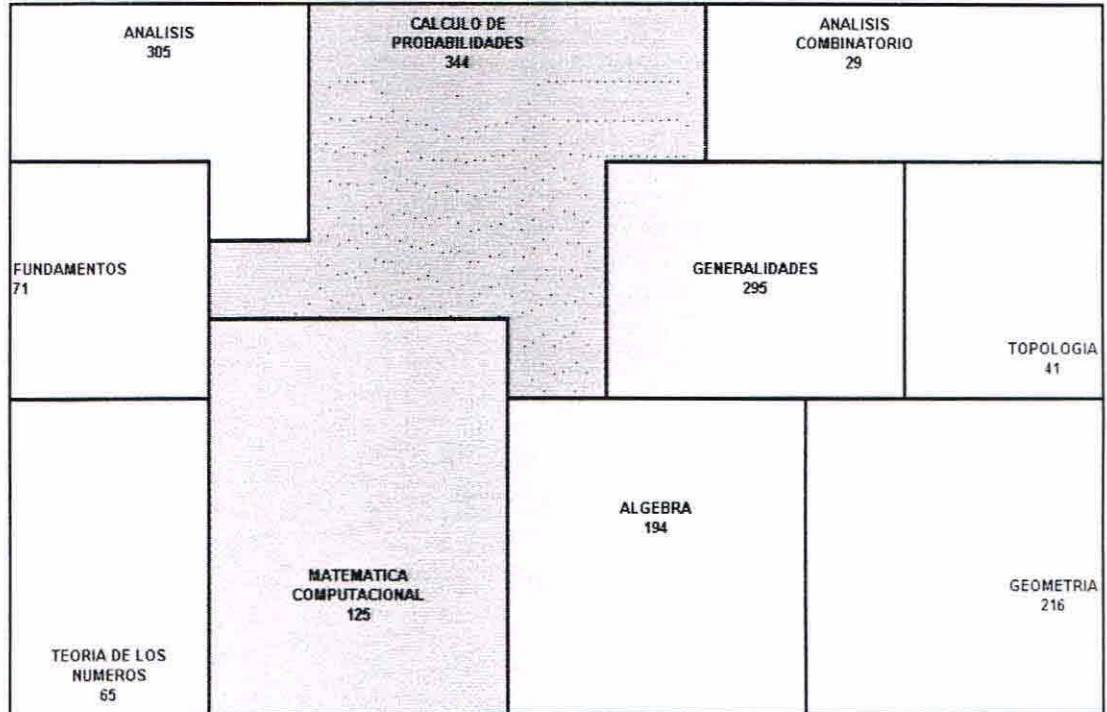 ANALISIS
305
CALCULO DE
PROBABILIDADES
344
ANALISIS
COMBINATORIO
29
FUNDAMENTOS
71
GENERALIDADES
295
TOPOLOGIA
41
ALGEBRA
194
MATEMATICA
COMPUTACIONAL
125
GEOMETRIA
216
TEORIA DE LOS
NUMEROS
65